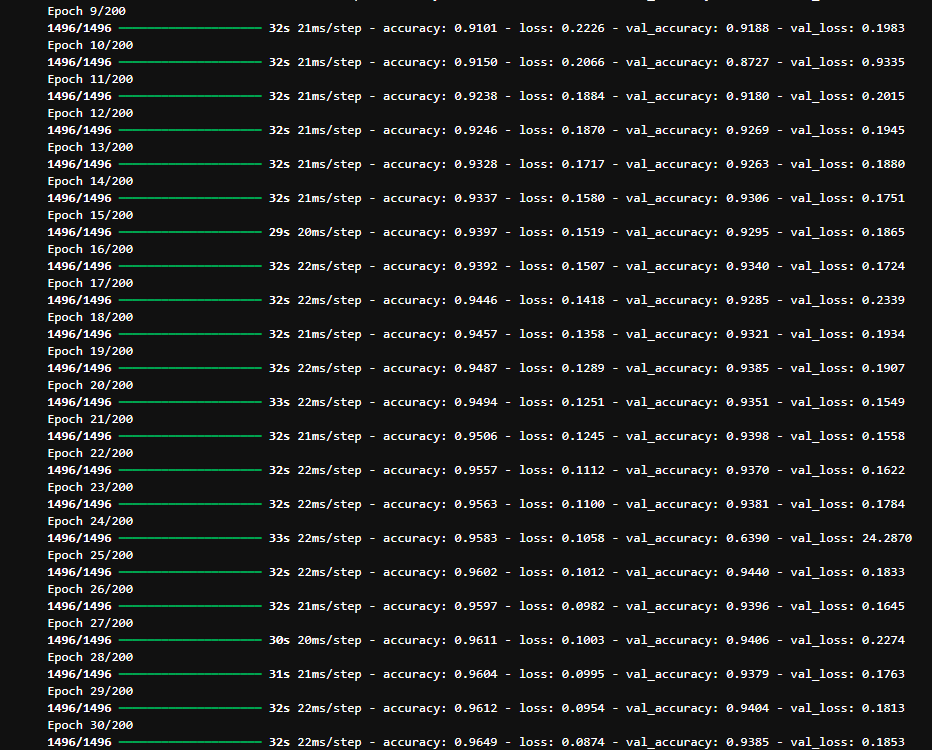 Epoch 9/200
1496/1496 32s 21ms/step - accuracy: 0.9101 - loss: 0.2226 - val_accuracy: 0.9188 - val_loss: 0.1983
Epoch 10/200
1496/1496 32s 21ms/step - accuracy: 0.9150 - loss: 0.2066 - val_accuracy: 0.8727 - val_loss: 0.9335
Epoch 11/200
1496/1496 32s 21ms/step - accuracy: 0.9238 - loss: 0.1884 - val_accuracy: 0.9180 - val_loss: 0.2015
Epoch 12/200
1496/1496 32s 21ms/step - accuracy: 0.9246 - loss: 0.1870 - val_accuracy: 0.9269 - val_loss: 0.1945
Epoch 13/200
1496/1496 32s 21ms/step - accuracy: 0.9328 - loss: 0.1717 - val_accuracy: 0.9263 - val_loss: 0.1880
Epoch 14/200
1496/1496 32s 21ms/step - accuracy: 0.9337 - loss: 0.1580 - val_accuracy: 0.9306 - val_loss: 0.1751
Epoch 15/200
1496/1496 29s 20ms/step - accuracy: 0.9397 - loss: 0.1519 - val_accuracy: 0.9295 - val_loss: 0.1865
Epoch 16/200
1496/1496 32s 22ms/step - accuracy: 0.9392 - loss: 0.1507 - val_accuracy: 0.9340 - val_loss: 0.1724
Epoch 17/200
1496/1496 32s 22ms/step - accuracy: 0.9446 - loss: 0.1418 - val_accuracy: 0.9285 - val_loss: 0.2339
Epoch 18/200
1496/1496 32s 21ms/step - accuracy: 0.9457 - loss: 0.1358 - val_accuracy: 0.9321 - val_loss: 0.1934
Epoch 19/200
1496/1496 32s 22ms/step - accuracy: 0.9487 - loss: 0.1289 - val_accuracy: 0.9385 - val_loss: 0.1907
Epoch 20/200
1496/1496 33s 22ms/step - accuracy: 0.9494 - loss: 0.1251 - val_accuracy: 0.9351 - val_loss: 0.1549
Epoch 21/200
1496/1496 32s 21ms/step - accuracy: 0.9506 - loss: 0.1245 - val_accuracy: 0.9398 - val_loss: 0.1558
Epoch 22/200
1496/1496 32s 22ms/step - accuracy: 0.9557 - loss: 0.1112 - val_accuracy: 0.9370 - val_loss: 0.1622
Epoch 23/200
1496/1496 32s 22ms/step - accuracy: 0.9563 - loss: 0.1100 - val_accuracy: 0.9381 - val_loss: 0.1784
Epoch 24/200
1496/1496 33s 22ms/step - accuracy: 0.9583 - loss: 0.1058 - val_accuracy: 0.6390 - val_loss: 24.2870
Epoch 25/200
1496/1496 32s 22ms/step - accuracy: 0.9602 - loss: 0.1012 - val_accuracy: 0.9440 - val_loss: 0.1833
Epoch 26/200
1496/1496 32s 21ms/step - accuracy: 0.9597 - loss: 0.0982 - val_accuracy: 0.9396 - val_loss: 0.1645
Epoch 27/200
1496/1496 30s 20ms/step - accuracy: 0.9611 - loss: 0.1003 - val_accuracy: 0.9406 - val_loss: 0.2274
Epoch 28/200
1496/1496 31s 21ms/step - accuracy: 0.9604 - loss: 0.0995 - val_accuracy: 0.9379 - val_loss: 0.1763
Epoch 29/200
1496/1496 32s 22ms/step - accuracy: 0.9612 - loss: 0.0954 - val_accuracy: 0.9404 - val_loss: 0.1813
Epoch 30/200
1496/1496 32s 22ms/step - accuracy: 0.9649 - loss: 0.0874 - val_accuracy: 0.9385 - val_loss: 0.1853